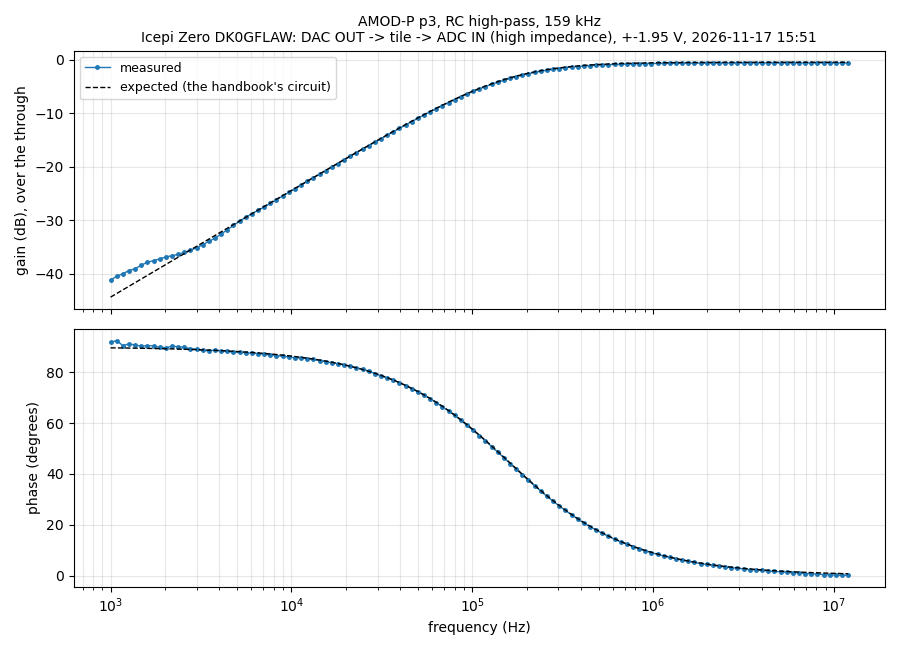 AMOD-P p3, RC high-pass, 159 kHz
Icepi Zero DK0GFLAW: DAC OUT -> tile -> ADC IN (high impedance), +-1.95 V, 2026-11-17 15:51
measured
expected (the handbook's circuit)
gain (dB), over the through
0
−10
−20
−30
−40
phase (degrees)
80
60
40
20
0
10³ 10⁴ 10⁵ 10⁶ 10⁷
frequency (Hz)